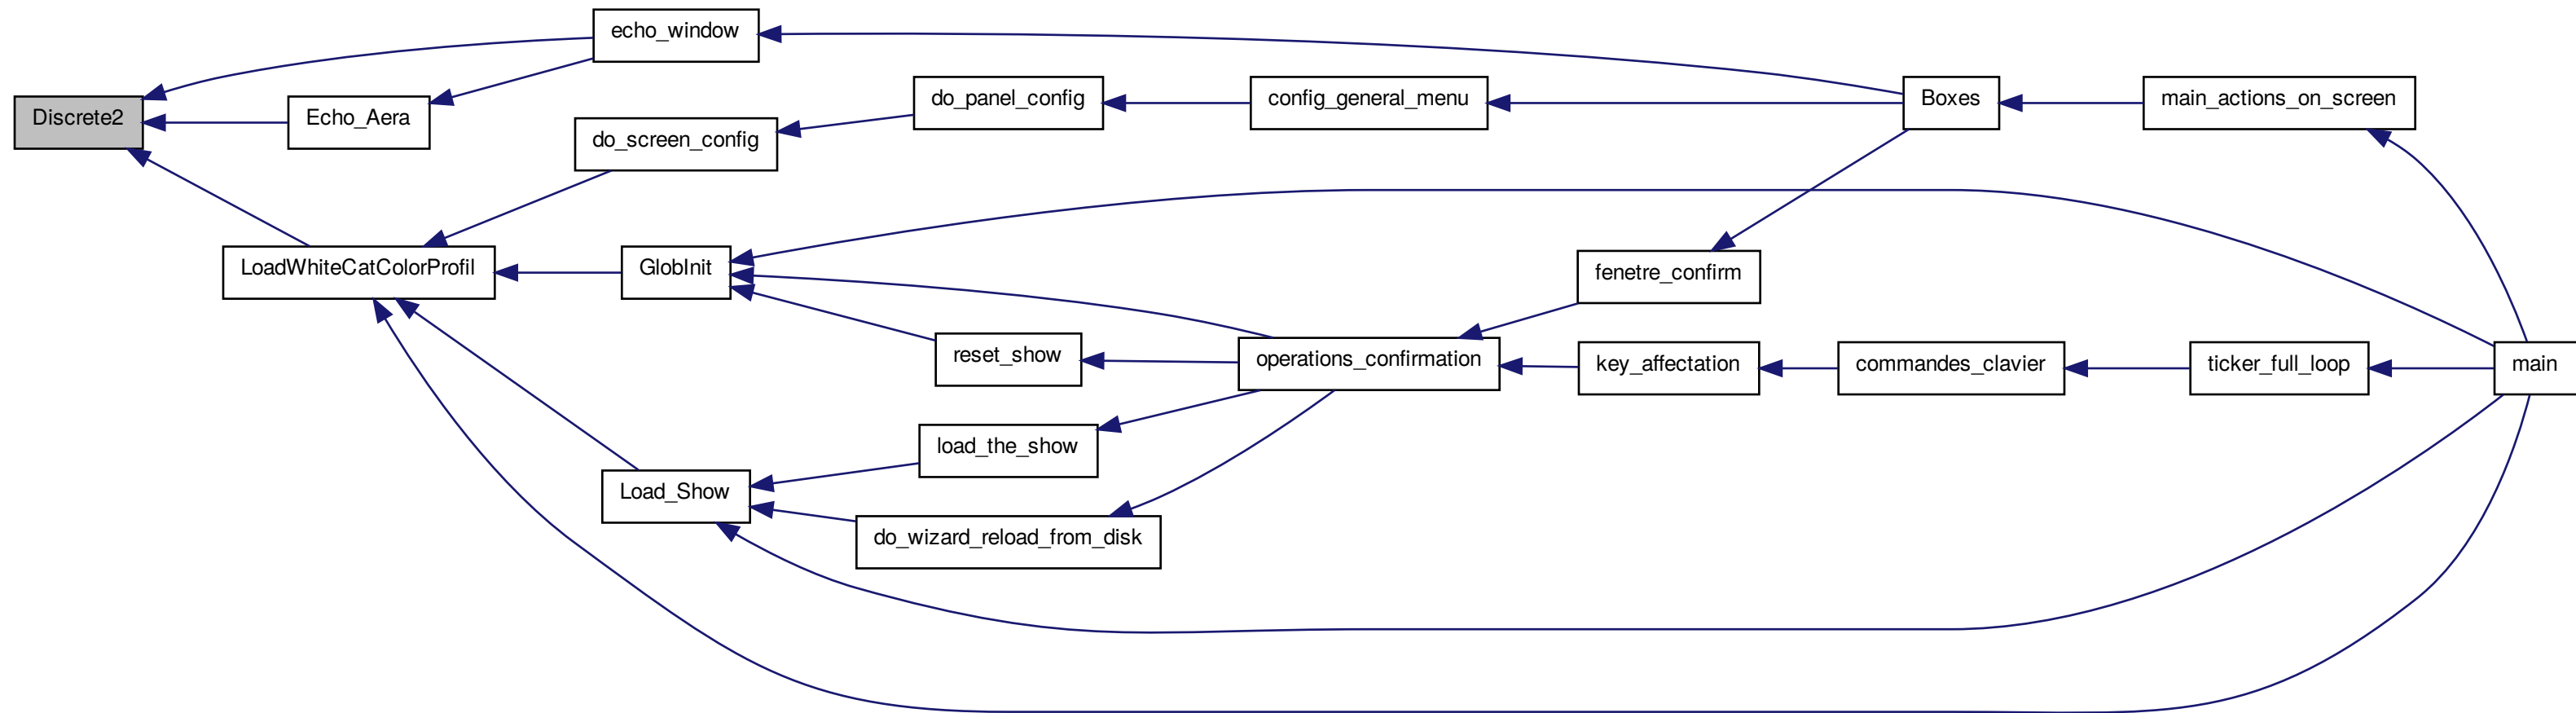 echo_window
do_panel_config
config_general_menu
Boxes
main_actions_on_screen
Discrete2
Echo_Aera
do_screen_config
LoadWhiteCatColorProfil
GlobInit
fenetre_confirm
reset_show
operations_confirmation
key_affectation
commandes_clavier
ticker_full_loop
main
load_the_show
Load_Show
do_wizard_reload_from_disk